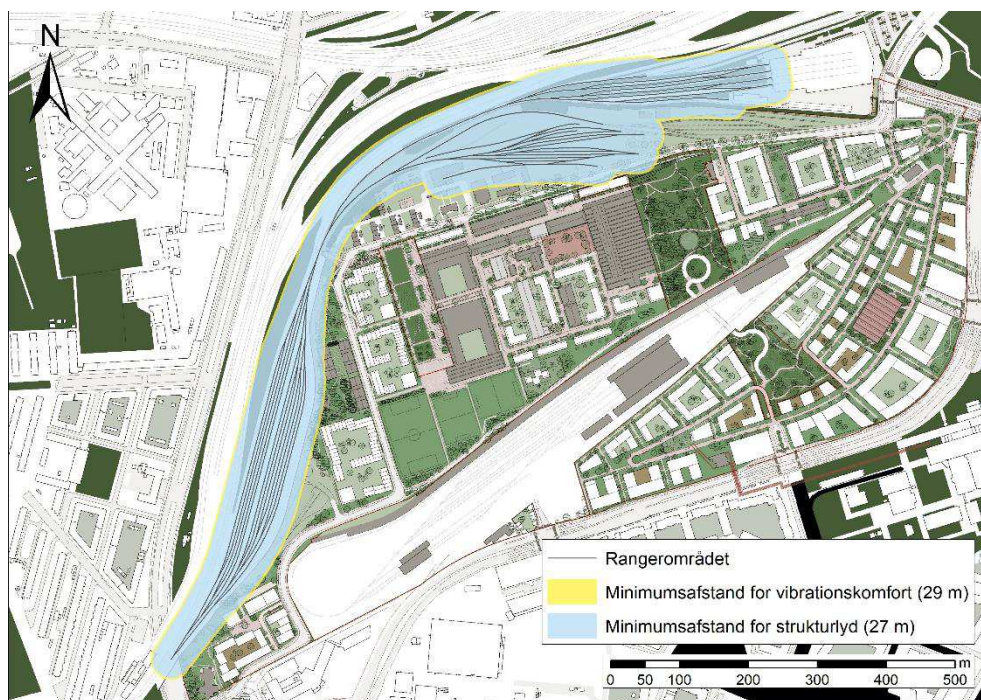 N
Rangerområdet
Minimumsafstand for vibrationskomfort (29 m)
Minimumsafstand for strukturlyd (27 m)
m
0 50 100 200 300 400 500